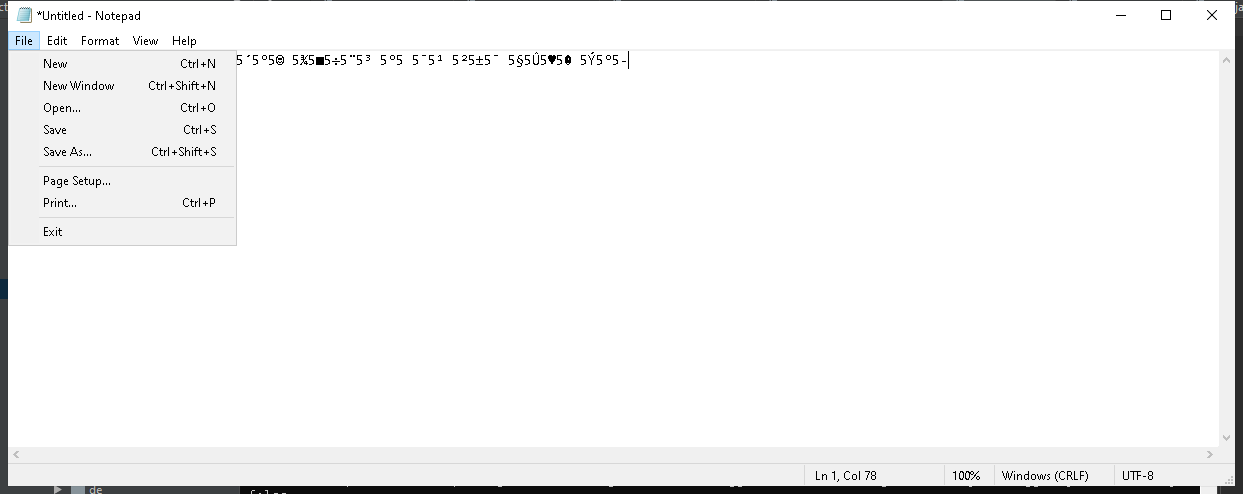 *Untitled - Notepad
File Edit Format View Help
5´5º5© 5¾5■5÷5¨5³ 5º5 5¯5¹ 5²5±5¯ 5§5Û5♥5 5Ý5º5-
New Ctrl+N
New Window Ctrl+Shift+N
Open... Ctrl+O
Save Ctrl+S
Save As... Ctrl+Shift+S
Page Setup...
Print... Ctrl+P
Exit
Ln 1, Col 78 100% Windows (CRLF) UTF-8
de